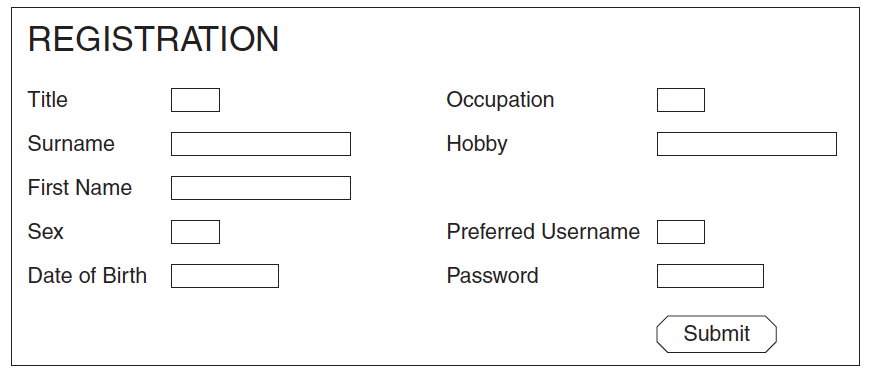 REGISTRATION
Title
Surname
First Name
Sex
Date of Birth
Occupation
Hobby
Preferred Username
Password
Submit